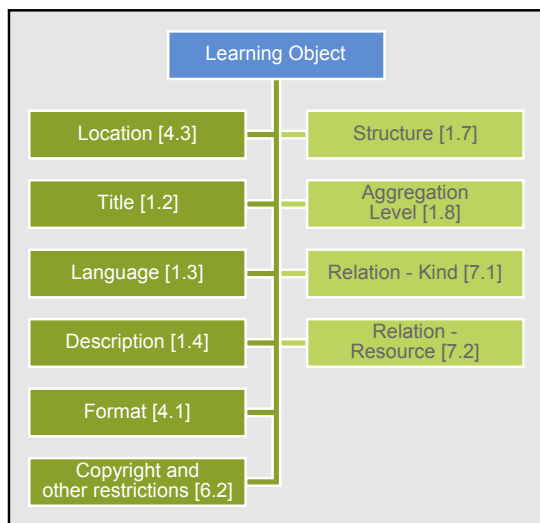 Learning Object
Location [4.3]
Structure [1.7]
Title [1.2]
Aggregation
Level [1.8]
Language [1.3]
Relation - Kind [7.1]
Description [1.4]
Relation -
Resource [7.2]
Format [4.1]
Copyright and
other restrictions [6.2]